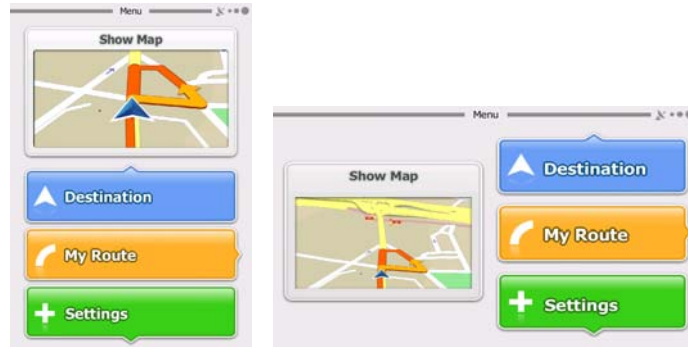 Menu
Show Map
Destination
My Route
Settings
Menu
Show Map
Destination
My Route
Settings